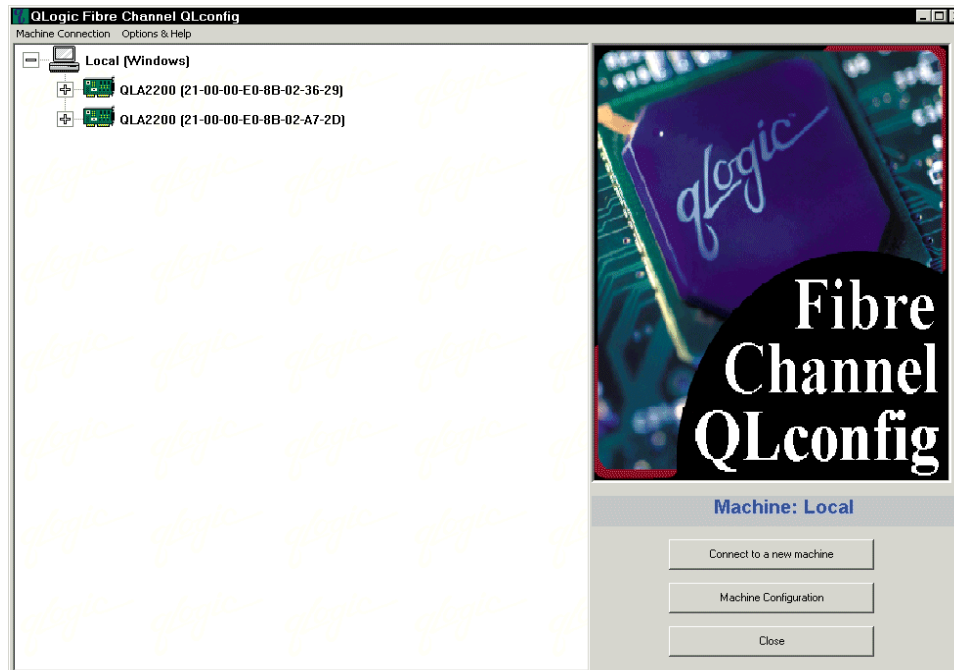 QLogic Fibre Channel QLconfig
Machine Connection Options & Help
Local (Windows)
QLA2200 (21-00-00-E0-8B-02-36-29)
QLA2200 (21-00-00-E0-8B-02-A7-2D)
qLogic
Fibre
Channel
QLconfig
Machine: Local
Connect to a new machine
Machine Configuration
Close